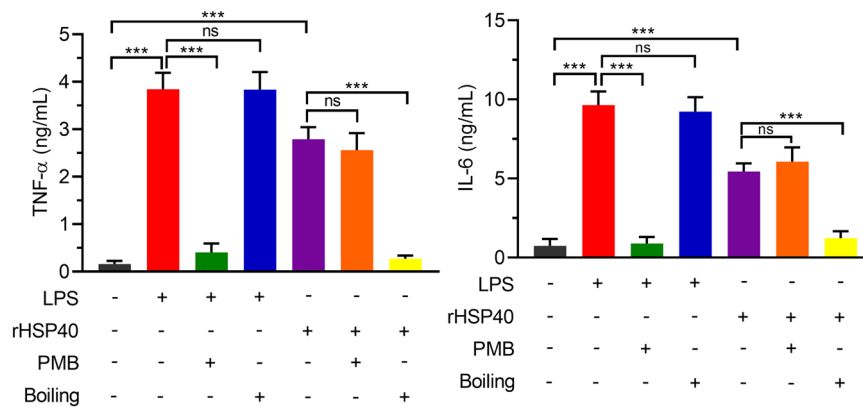 ***
ns
*** ***
***
ns
TNF-α (ng/mL)
5
4
3
2
1
0
LPS - + + + - - -
rHSP40 - - - - + + +
PMB - - + - - + -
Boiling - - - + - - +
***
ns
*** ***
***
ns
IL-6 (ng/mL)
15
10
5
0
LPS - + + + - - -
rHSP40 - - - - + + +
PMB - - + - - + -
Boiling - - - + - - +